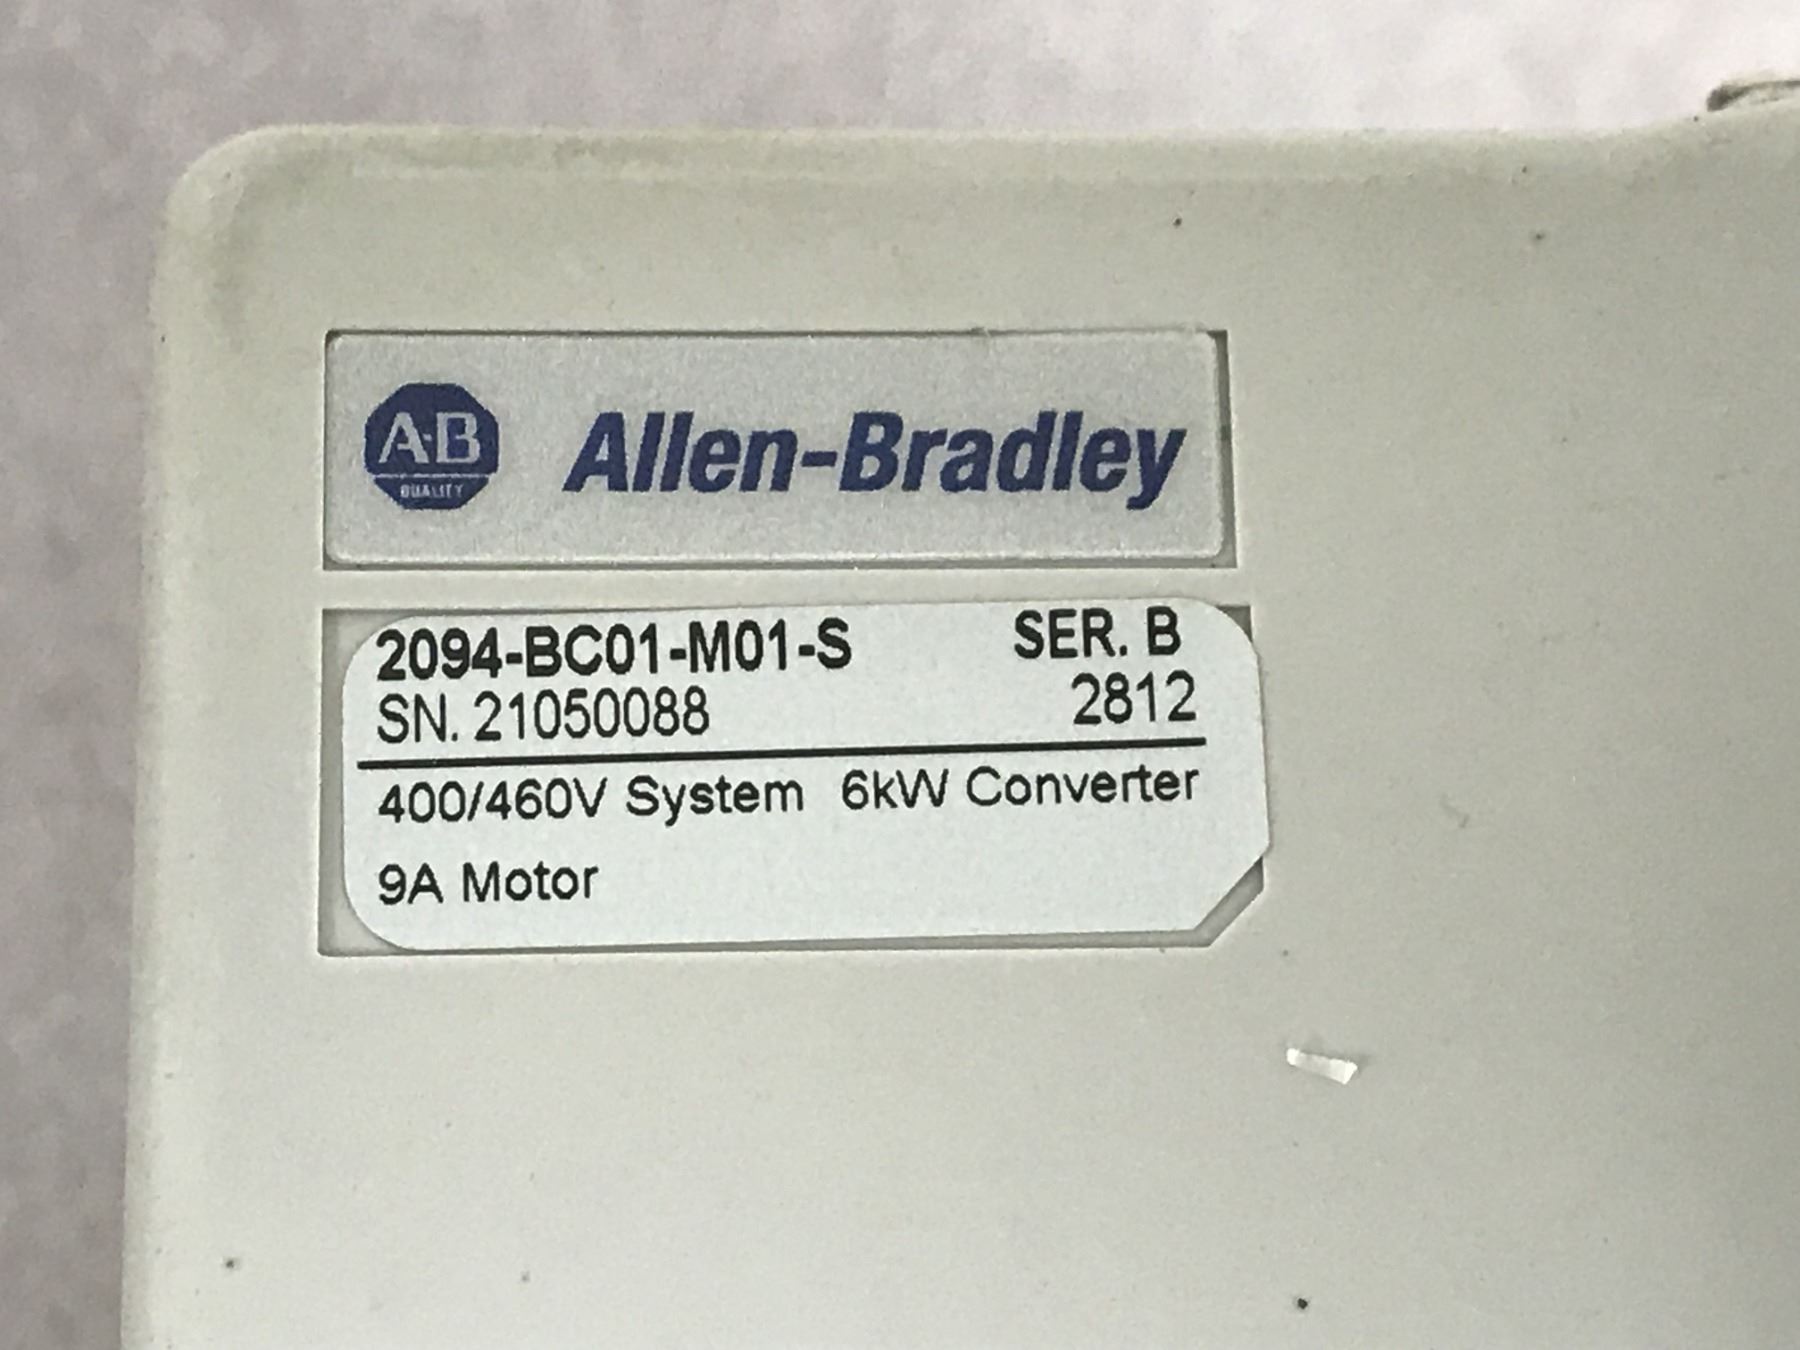 A-B
QUALITY
Allen-Bradley
2094-BC01-M01-S SER. B
SN. 21050088 2812
400/460V System 6kW Converter
9A Motor